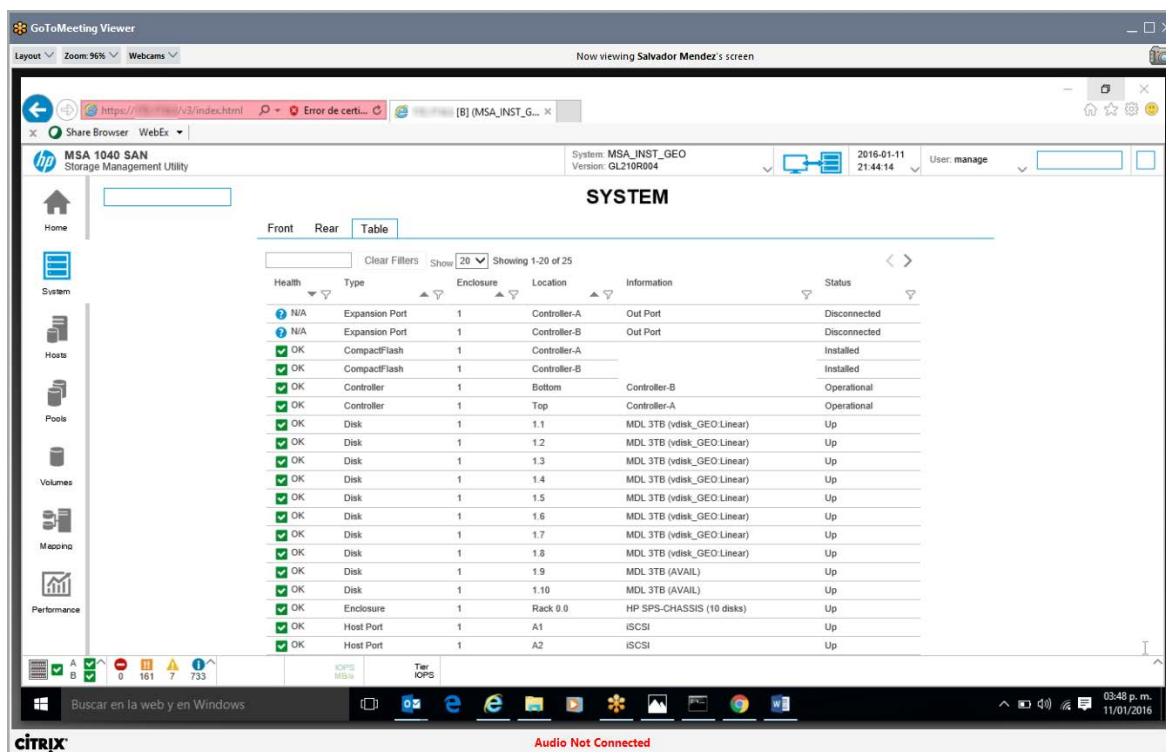 GoToMeeting Viewer
Layout Zoom: 96% Webcams Now viewing Salvador Mendez's screen
https:// /v3/index.html Error de certi... [B] (MSA_INST_G...
x Share Browser WebEx
hp MSA 1040 SAN System: MSA_INST_GEO 2016-01-11 User: manage
Storage Management Utility Version: GL210R004 21:44:14
SYSTEM
Home
System
Hosts
Pools
Volumes
Mapping
Performance
Front Rear Table
Clear Filters Show 20 Showing 1-20 of 25
Health Type Enclosure Location Information Status
N/A Expansion Port 1 Controller-A Out Port Disconnected
N/A Expansion Port 1 Controller-B Out Port Disconnected
OK CompactFlash 1 Controller-A Installed
OK CompactFlash 1 Controller-B Installed
OK Controller 1 Bottom Controller-B Operational
OK Controller 1 Top Controller-A Operational
OK Disk 1 1.1 MDL 3TB (vdisk_GEO:Linear) Up
OK Disk 1 1.2 MDL 3TB (vdisk_GEO:Linear) Up
OK Disk 1 1.3 MDL 3TB (vdisk_GEO:Linear) Up
OK Disk 1 1.4 MDL 3TB (vdisk_GEO:Linear) Up
OK Disk 1 1.5 MDL 3TB (vdisk_GEO:Linear) Up
OK Disk 1 1.6 MDL 3TB (vdisk_GEO:Linear) Up
OK Disk 1 1.7 MDL 3TB (vdisk_GEO:Linear) Up
OK Disk 1 1.8 MDL 3TB (vdisk_GEO:Linear) Up
OK Disk 1 1.9 MDL 3TB (AVAIL) Up
OK Disk 1 1.10 MDL 3TB (AVAIL) Up
OK Enclosure 1 Rack 0.0 HP SPS-CHASSIS (10 disks) Up
OK Host Port 1 A1 iSCSI Up
OK Host Port 1 A2 iSCSI Up
A IOPS Tier
B 0 161 7 733 MB/s IOPS
Buscar en la web y en Windows 03:48 p. m.
11/01/2016
CİTRIX Audio Not Connected